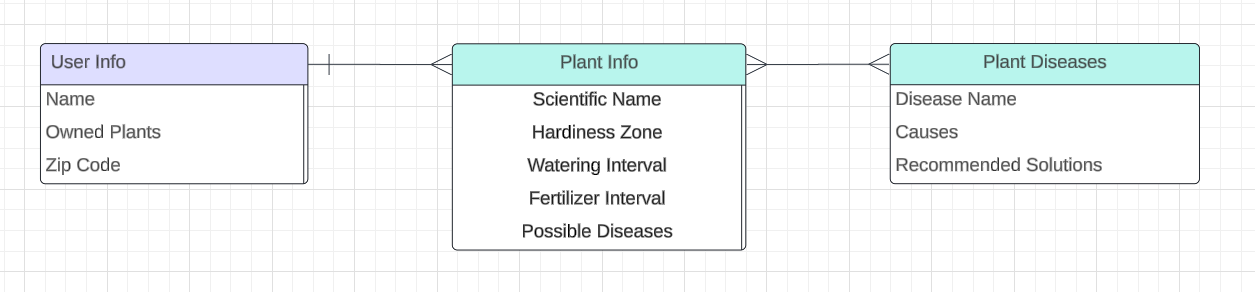 User Info
Name
Owned Plants
Zip Code
Plant Info
Scientific Name
Hardiness Zone
Watering Interval
Fertilizer Interval
Possible Diseases
Plant Diseases
Disease Name
Causes
Recommended Solutions